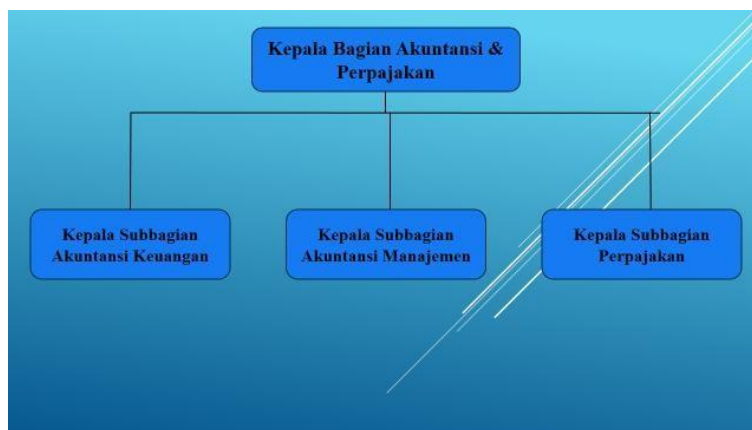 Kepala Bagian Akuntansi &
Perpajakan
Kepala Subbagian
Akuntansi Keuangan
Kepala Subbagian
Akuntansi Manajemen
Kepala Subbagian
Perpajakan